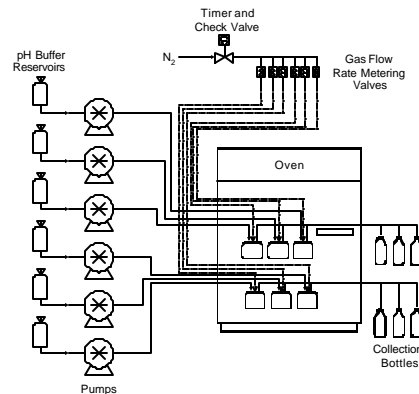 Timer and
Check Valve
pH Buffer
Reservoirs
N2
Gas Flow
Rate Metering
Valves
Oven
Collection
Bottles
Pumps